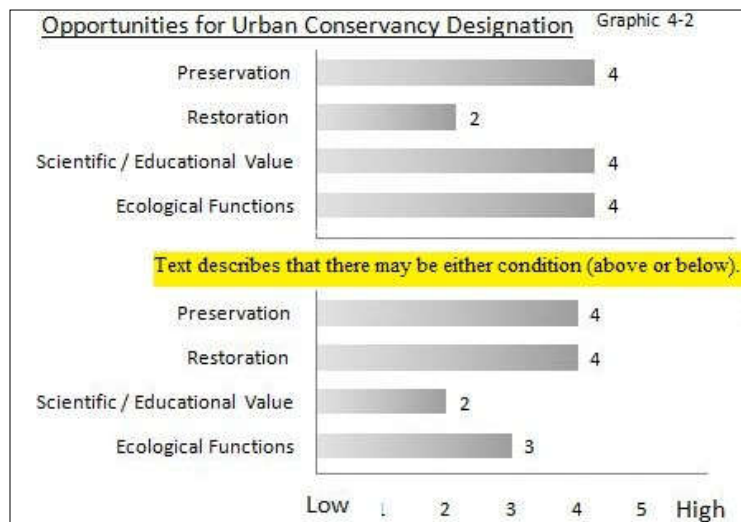 Opportunities for Urban Conservancy Designation Graphic 4-2
Preservation 4
Restoration 2
Scientific / Educational Value 4
Ecological Functions 4
Text describes that there may be either condition (above or below).
Preservation 4
Restoration 4
Scientific / Educational Value 2
Ecological Functions 3
Low 2 3 4 5 High